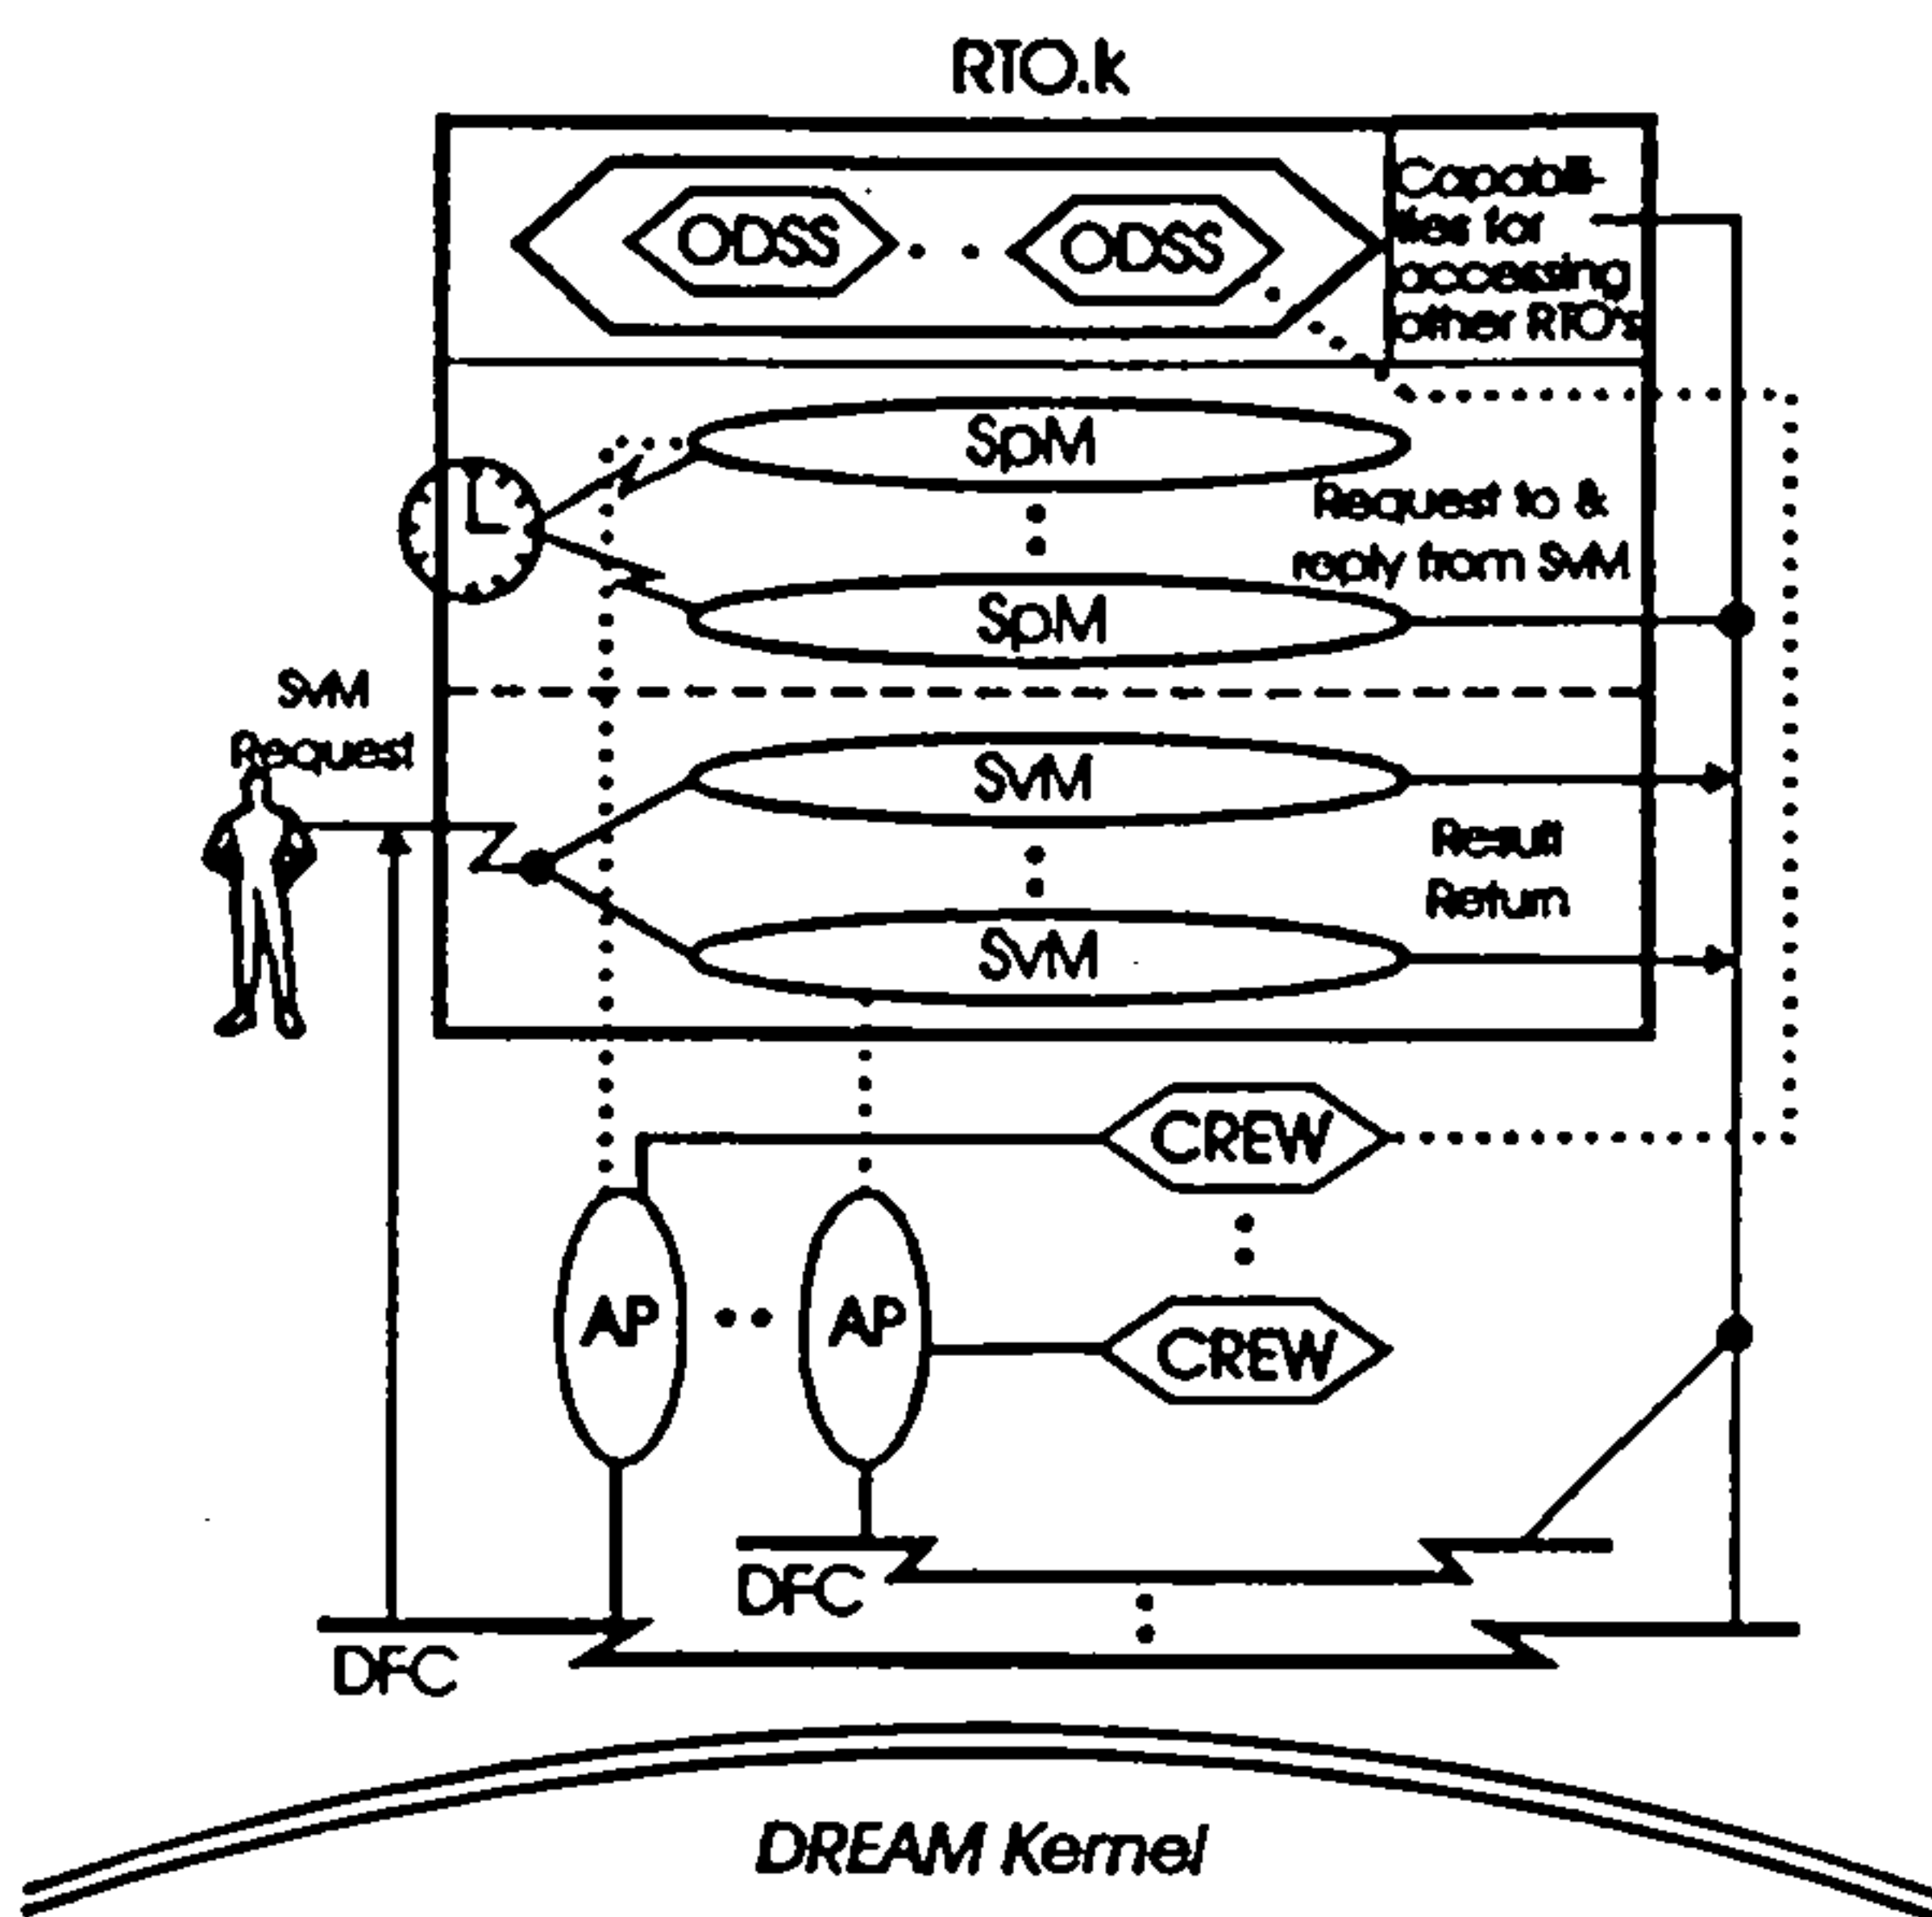 RTO.k
ODSS
ODSS
Capabili-
ties for
accessing
other RTO's
SpM
Request to &
reply from SvM
SpM
SvM
Request
SvM
Result
Return
SvM
CREW
AP
AP
CREW
DFC
DFC
DREAM Kernel